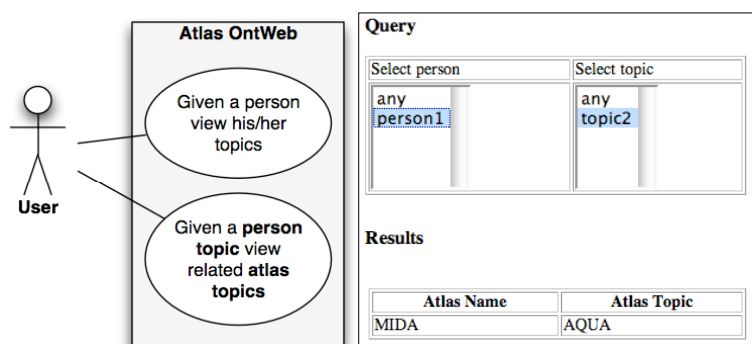 Atlas OntWeb
Given a person
view his/her
topics
User
Given a person
topic view
related atlas
topics
Query
Select person
Select topic
any
person1
any
topic2
Results
Atlas Name
Atlas Topic
MIDA
AQUA